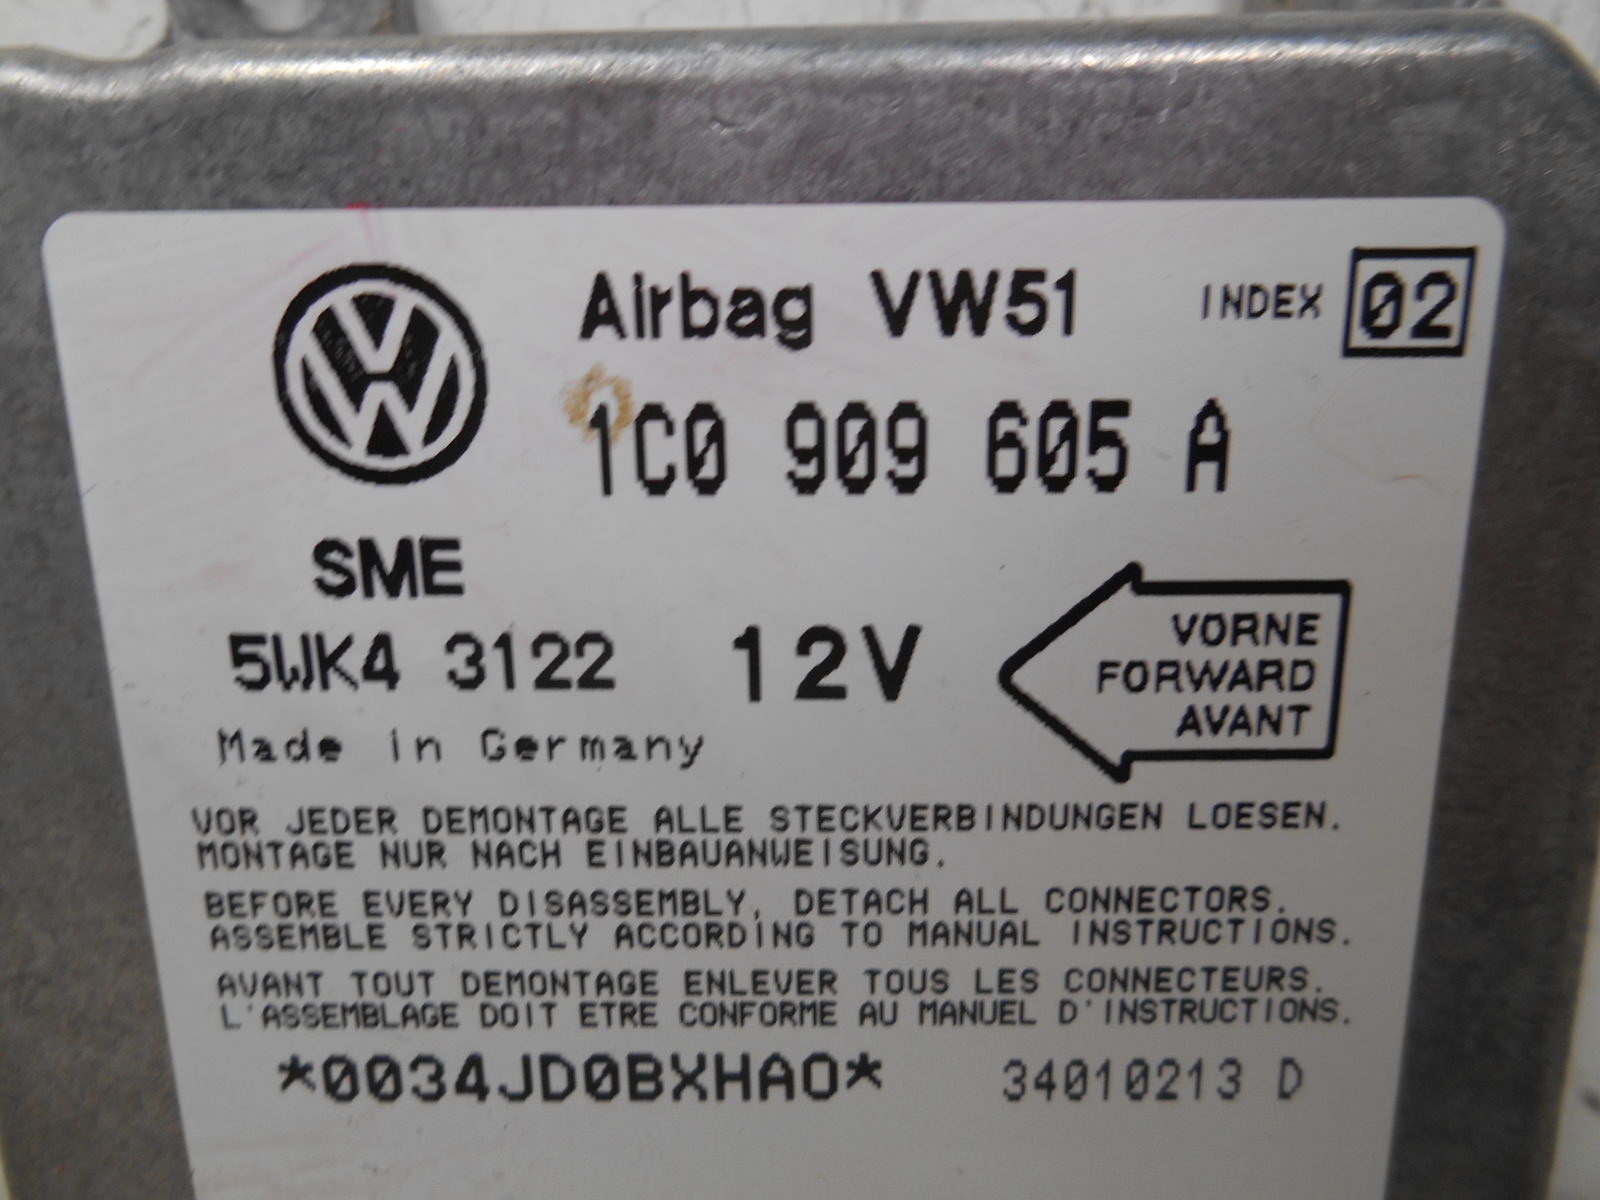 Airbag VW51 INDEX 02
1C0 909 605 A
SME
5WK4 3122 12V
VORNE
FORWARD
AVANT
Made in Germany
VOR JEDER DEMONTAGE ALLE STECKVERBINDUNGEN LOESEN.
MONTAGE NUR NACH EINBAUANWEISUNG.
BEFORE EVERY DISASSEMBLY, DETACH ALL CONNECTORS.
ASSEMBLE STRICTLY ACCORDING TO MANUAL INSTRUCTIONS.
AVANT TOUT DEMONTAGE ENLEVER TOUS LES CONNECTEURS.
L'ASSEMBLAGE DOIT ETRE CONFORME AU MANUEL D'INSTRUCTIONS.
*0034JD0BXHAO* 34010213 D